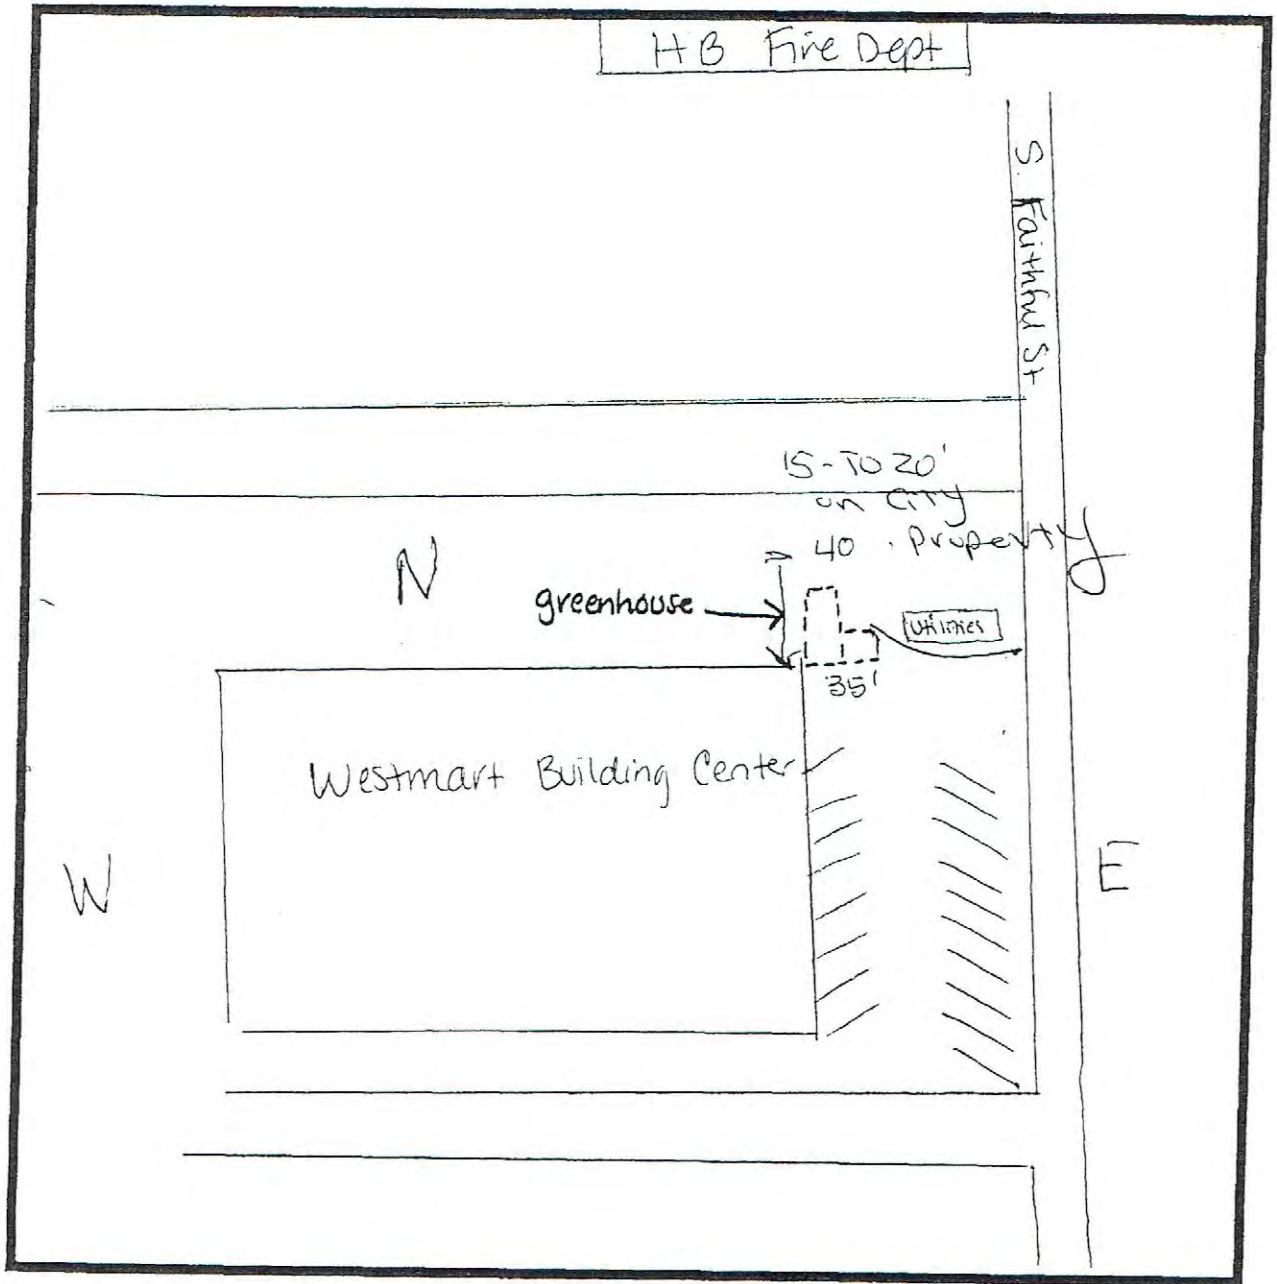 HB Fire Dept
S. Faithful St
15-TO 20'
on City
40 . Property
N
greenhouse
Utilities
35'
Westmart Building Center
W
E